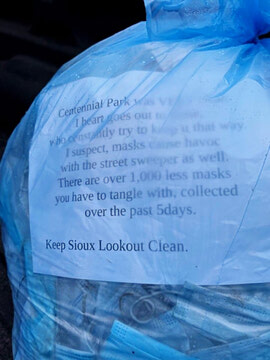 Centennial Park was
I heart goes out
who constantly try to keep it that way.
I suspect, masks cause havoc
with the street sweeper as well.
There are over 1,000 less masks
you have to tangle with, collected
over the past 5days.
Keep Sioux Lookout Clean.